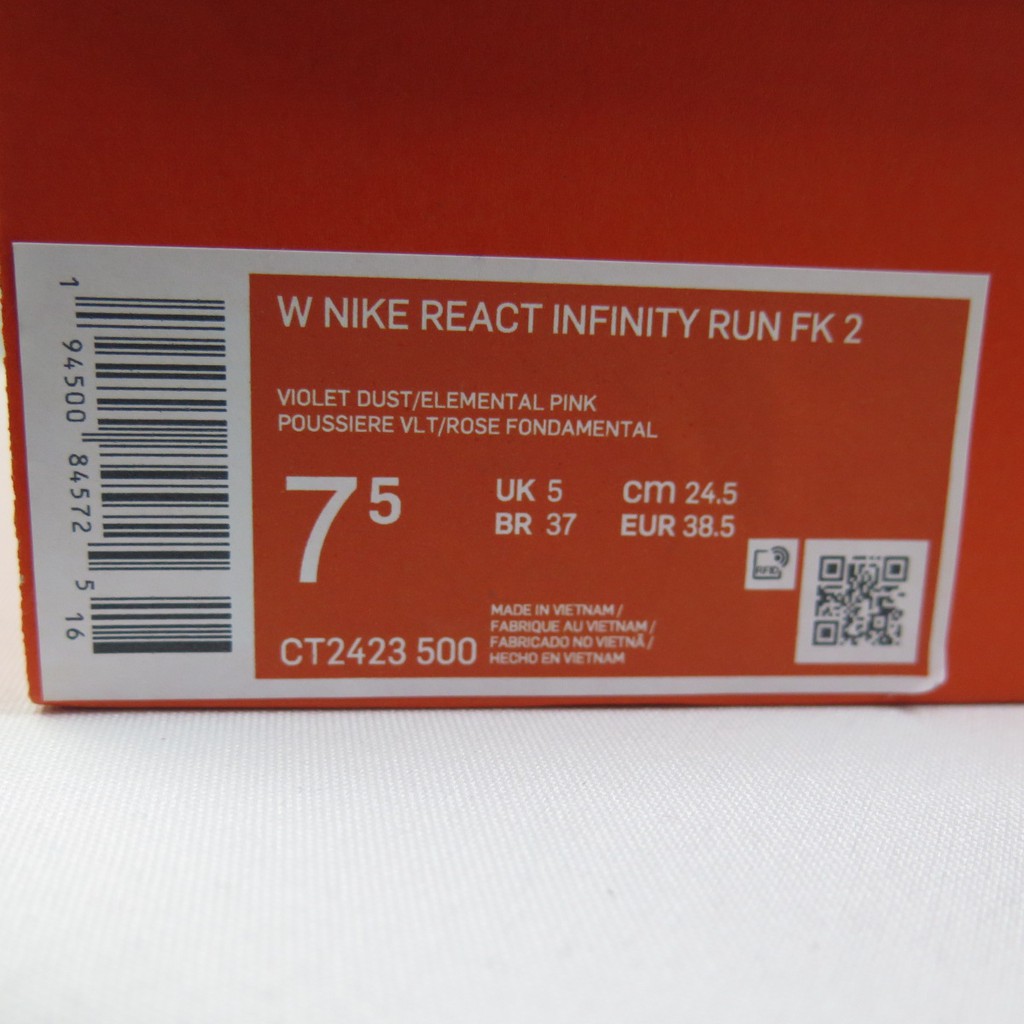 W NIKE REACT INFINITY RUN FK 2
VIOLET DUST/ELEMENTAL PINK
POUSSIERE VLT/ROSE FONDAMENTAL
7 5
UK 5
BR 37
cm 24.5
EUR 38.5
RFID
MADE IN VIETNAM /
FABRIQUE AU VIETNAM /
FABRICADO NO VIETNÃ /
HECHO EN VIETNAM
CT2423 500
1 94500 84572 5 16